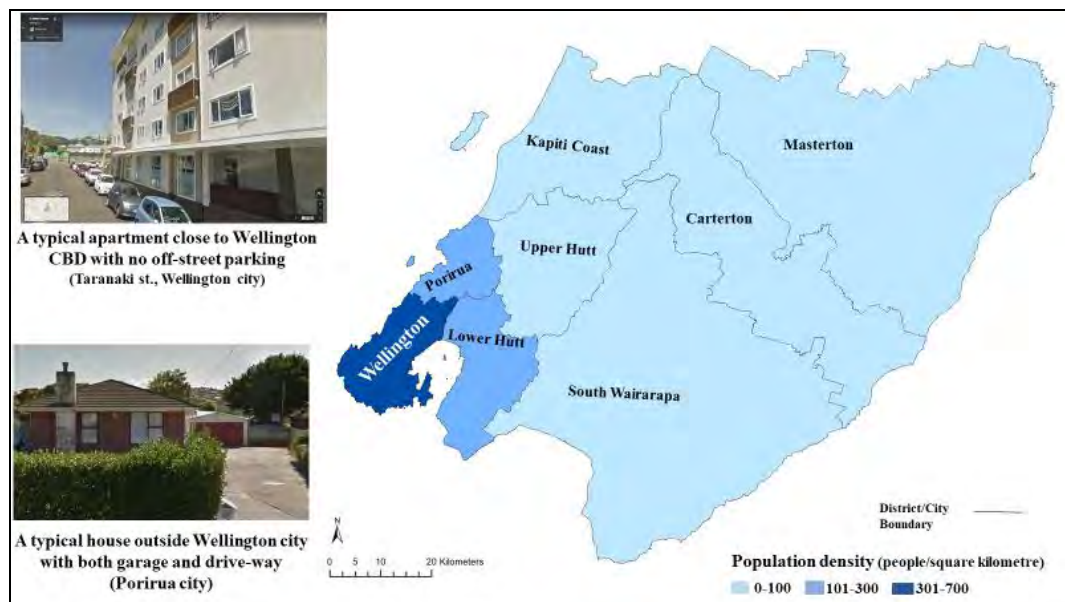 A typical apartment close to Wellington
CBD with no off-street parking
(Taranaki st., Wellington city)
A typical house outside Wellington city
with both garage and drive-way
(Porirua city)
Kapiti Coast
Masterton
Carterton
Upper Hutt
Porirua
Wellington
Lower Hutt
South Wairarapa
N
0 5 10 20 Kilometers
District/City
Boundary
Population density (people/square kilometre)
0-100 101-300 301-700